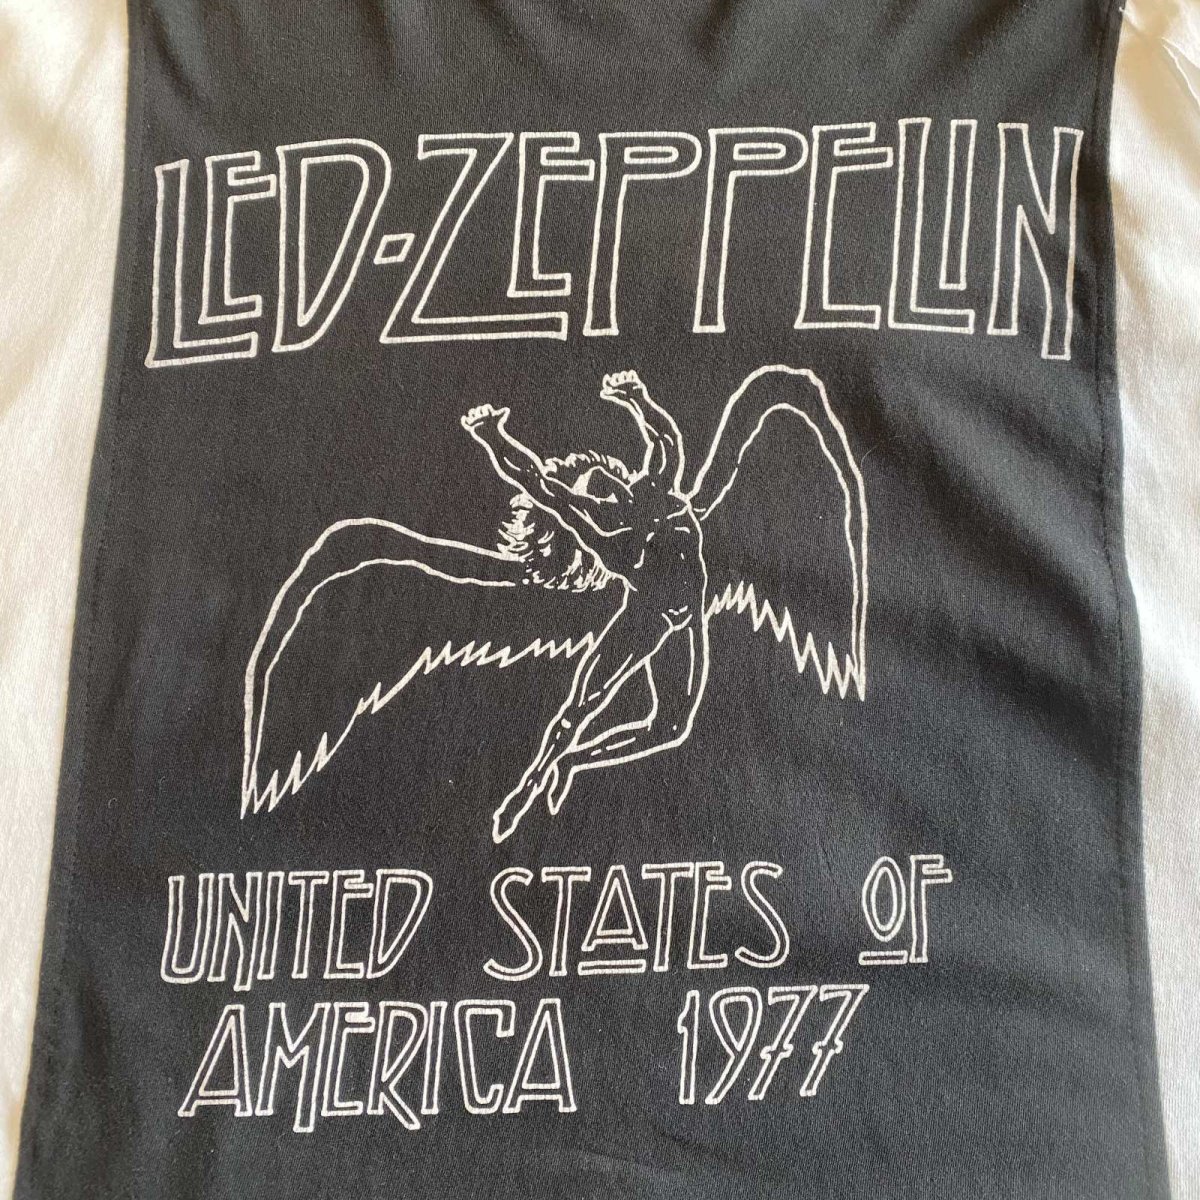 LED-ZEPPELIN
UNITED STATES OF
AMERICA 1977